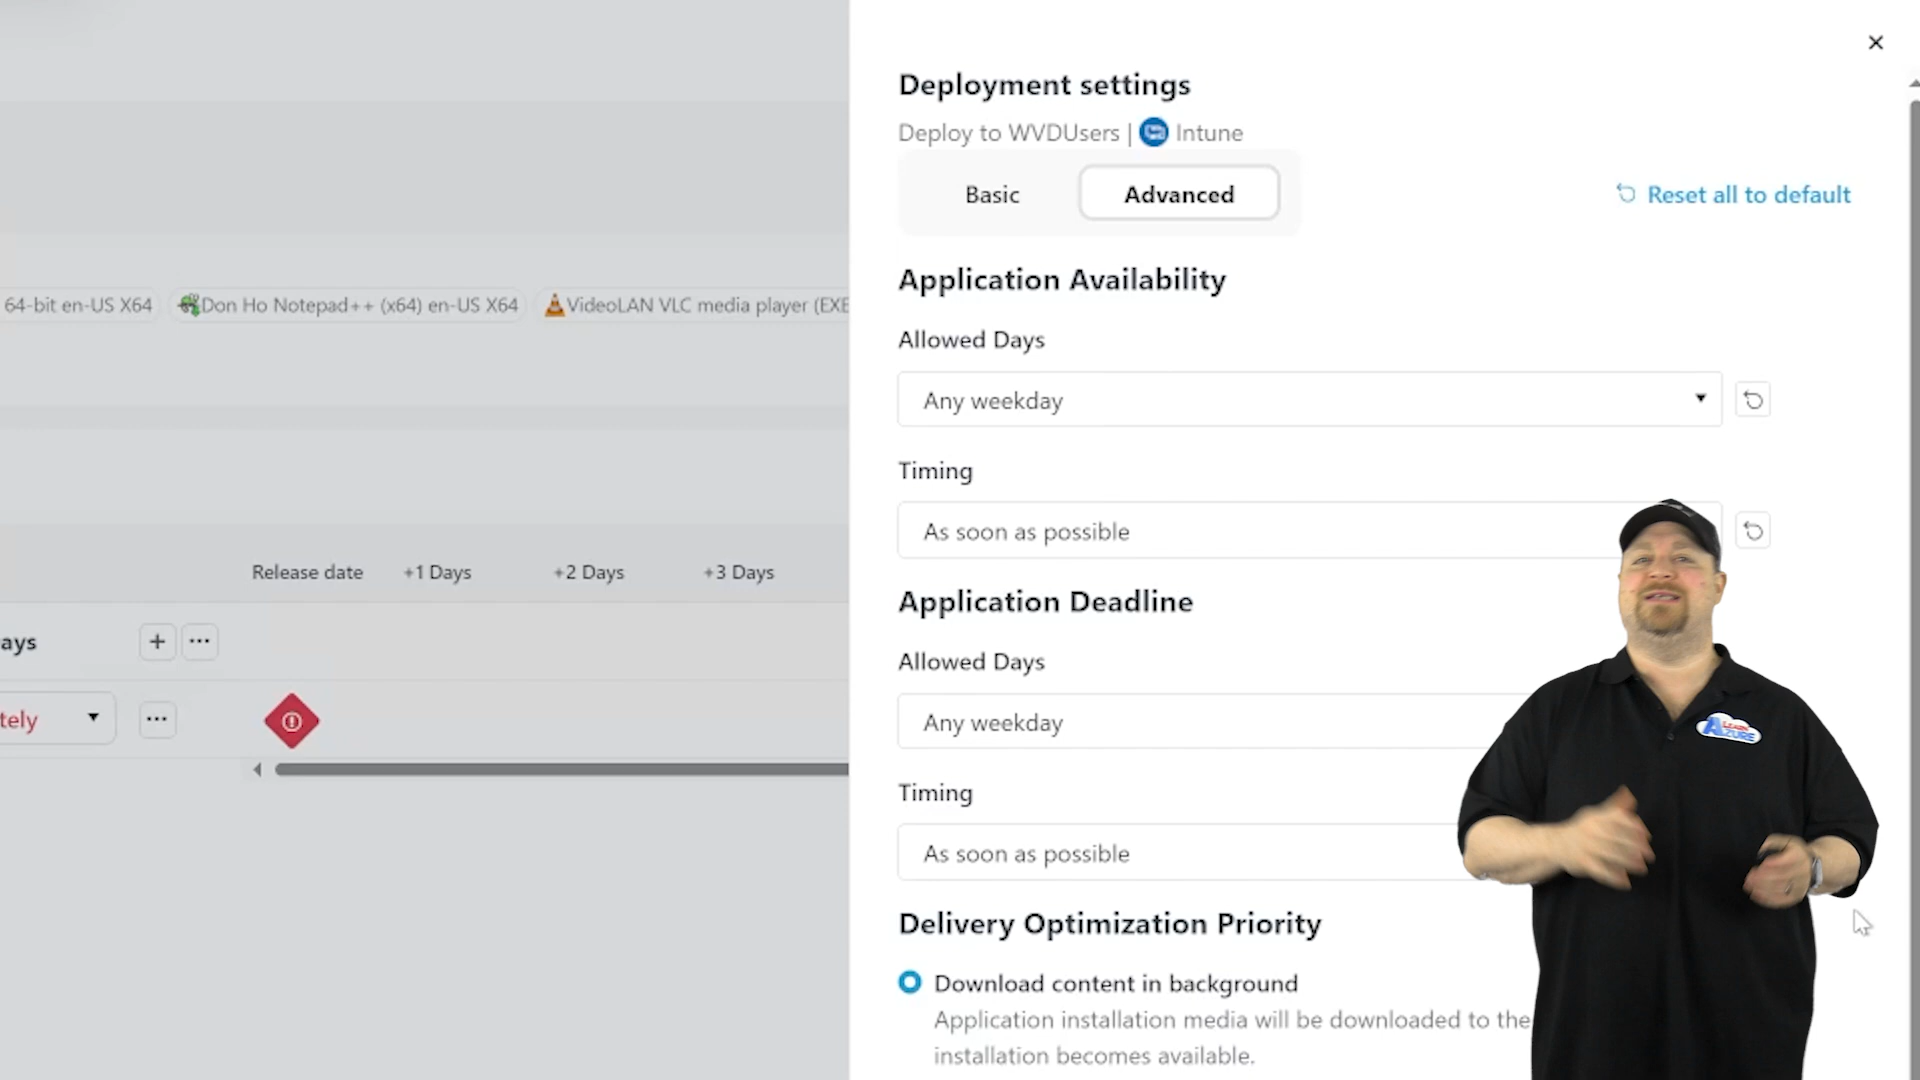 Deployment settings
Deploy to WVDUsers | Intune
Basic
Advanced
Reset all to default
Application Availability
Allowed Days
Any weekday
Timing
As soon as possible
Application Deadline
Allowed Days
Any weekday
Timing
As soon as possible
Delivery Optimization Priority
Download content in background
Application installation media will be downloaded to the
installation becomes available.
64-bit en-US X64
Don Ho Notepad++ (x64) en-US X64
VideoLAN VLC media player (EXE
Release date
+1 Days
+2 Days
+3 Days
ays
tely
LEARN
AZURE